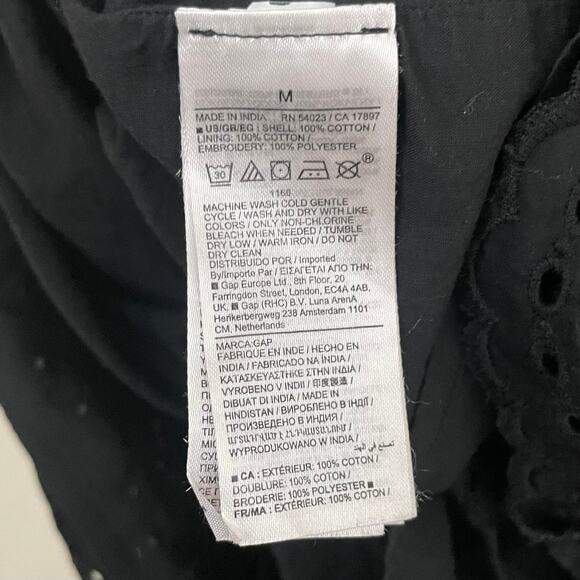 M
MADE IN INDIA RN 54023 / CA 17897
■ US/GB/EG : SHELL: 100% COTTON /
LINING: 100% COTTON /
EMBROIDERY: 100% POLYESTER
30
®
1160
MACHINE WASH COLD GENTLE
CYCLE / WASH AND DRY WITH LIKE
COLORS / ONLY NON-CHLORINE
BLEACH WHEN NEEDED / TUMBLE
DRY LOW / WARM IRON / DO NOT
DRY CLEAN
DISTRIBUIDO POR / Imported
By/Importe Par / ΕΙΣΑΓΕΤΑΙ ΑΠΟ ΤΗΝ:
■ Gap Europe Ltd., 8th Floor, 20
Farringdon Street, London, EC4A 4AB,
UK. ■ Gap (RHC) B.V. Luna ArenA
Herikerbergweg 238 Amsterdam 1101
CM, Netherlands
MARCA:GAP
FABRIQUÉ EN INDE / HECHO EN
INDIA / FABRICADO NA ÍNDIA /
ΚΑΤΑΣΚΕΥΑΣΤΗΚΕ ΣΤΗΝ ΙΝΔΙΑ /
VYROBENO V INDII / 印度製造 /
DIBUAT DI INDIA / MADE IN
HINDISTAN / ВИРОБЛЕНО В ІНДІЇ /
ПРОИЗВЕДЕНО В ИНДИЯ /
WYPRODUKOWANO W INDIA /
تصنع في الهند
■ CA : EXTÉRIEUR: 100% COTON /
DOUBLURE: 100% COTON /
BRODERIE: 100% POLYESTER ■
FR/MA : EXTÉRIEUR: 100% COTON /